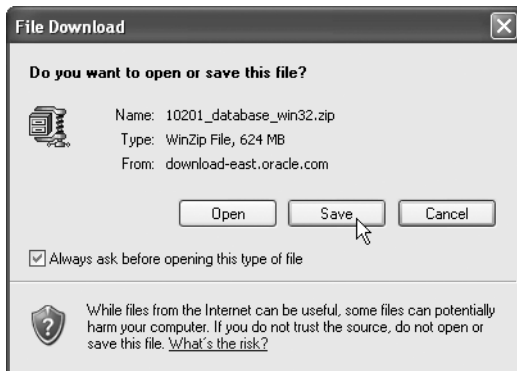 File Download
Do you want to open or save this file?
Name: 10201_database_win32.zip
Type: WinZip File, 624 MB
From: download-east.oracle.com
Open Save Cancel
Always ask before opening this type of file
While files from the Internet can be useful, some files can potentially
harm your computer. If you do not trust the source, do not open or
save this file. What's the risk?